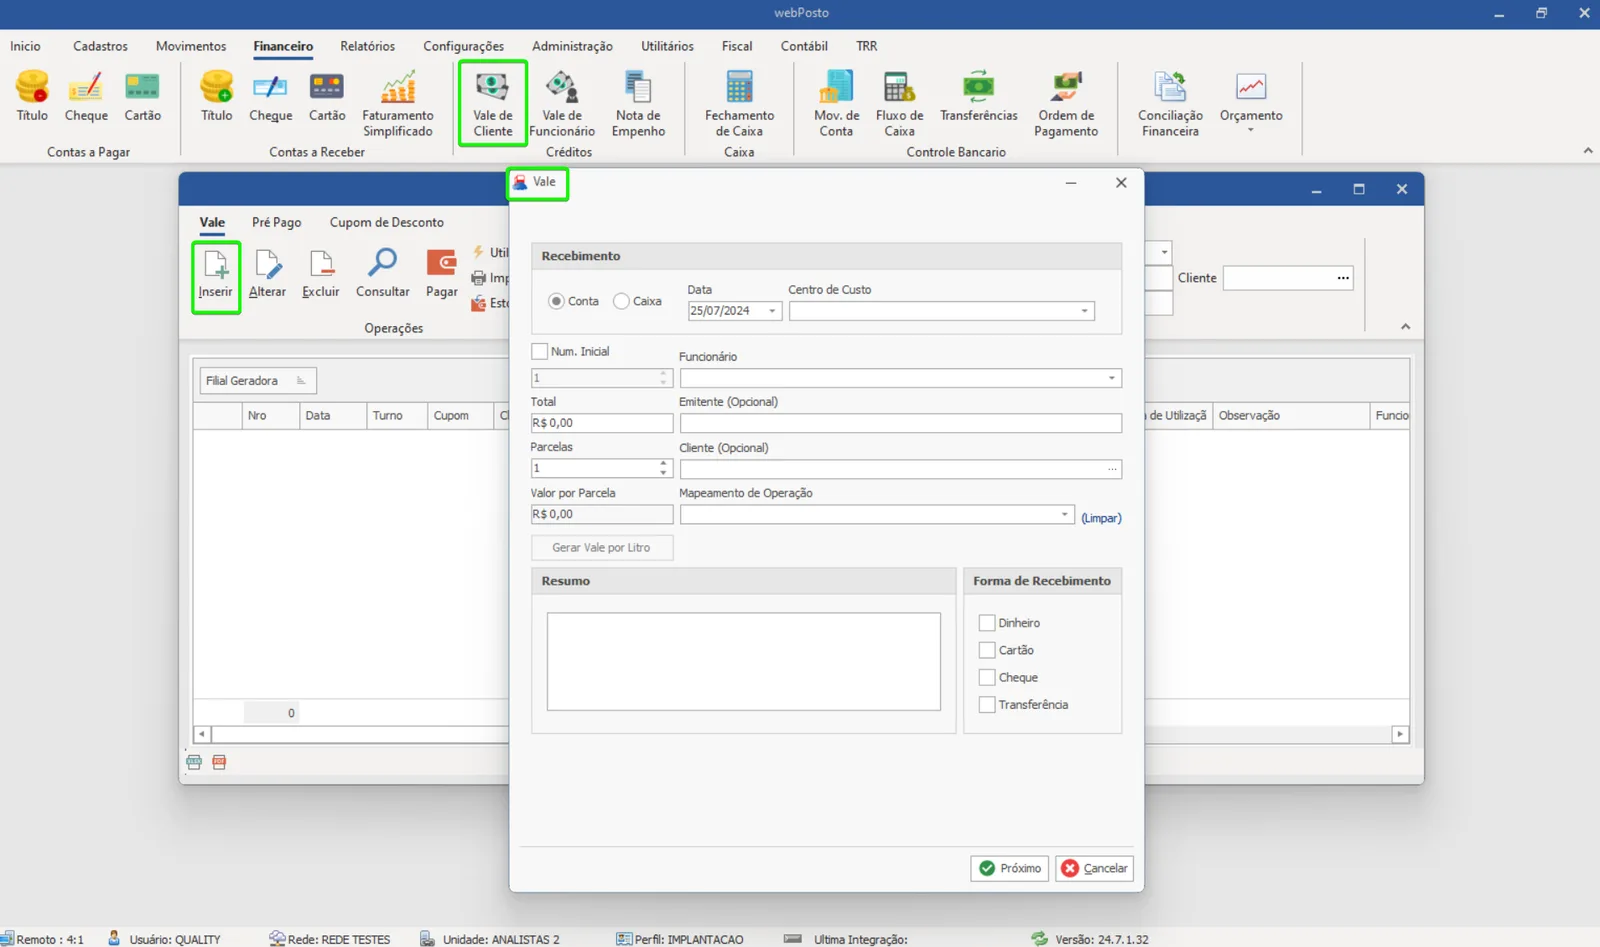 webPosto
Inicio Cadastros Movimentos Financeiro Relatórios Configurações Administração Utilitários Fiscal Contábil TRR
Título Cheque Cartão Título Cheque Cartão Faturamento Simplificado Vale de Cliente Vale de Funcionário Nota de Empenho Fechamento de Caixa Mov. de Conta Fluxo de Caixa Transferências Ordem de Pagamento Conciliação Financeira Orçamento
Contas a Pagar Contas a Receber Créditos Caixa Controle Bancario
Vale
Vale Pré Pago Cupom de Desconto
Inserir Alterar Excluir Consultar Pagar
Operações
Cliente
Filial Geradora
Nro Data Turno Cupom de Utilizaçã Observação Funcio
0
Recebimento
Conta Caixa
Data
25/07/2024
Centro de Custo
Num. Inicial
1
Funcionário
Total
R$ 0,00
Emitente (Opcional)
Parcelas
1
Cliente (Opcional)
Valor por Parcela
R$ 0,00
Mapeamento de Operação
(Limpar)
Gerar Vale por Litro
Resumo
Forma de Recebimento
Dinheiro
Cartão
Cheque
Transferência
Próximo Cancelar
Remoto : 4:1 Usuário: QUALITY Rede: REDE TESTES Unidade: ANALISTAS 2 Perfil: IMPLANTACAO Ultima Integração: Versão: 24.7.1.32